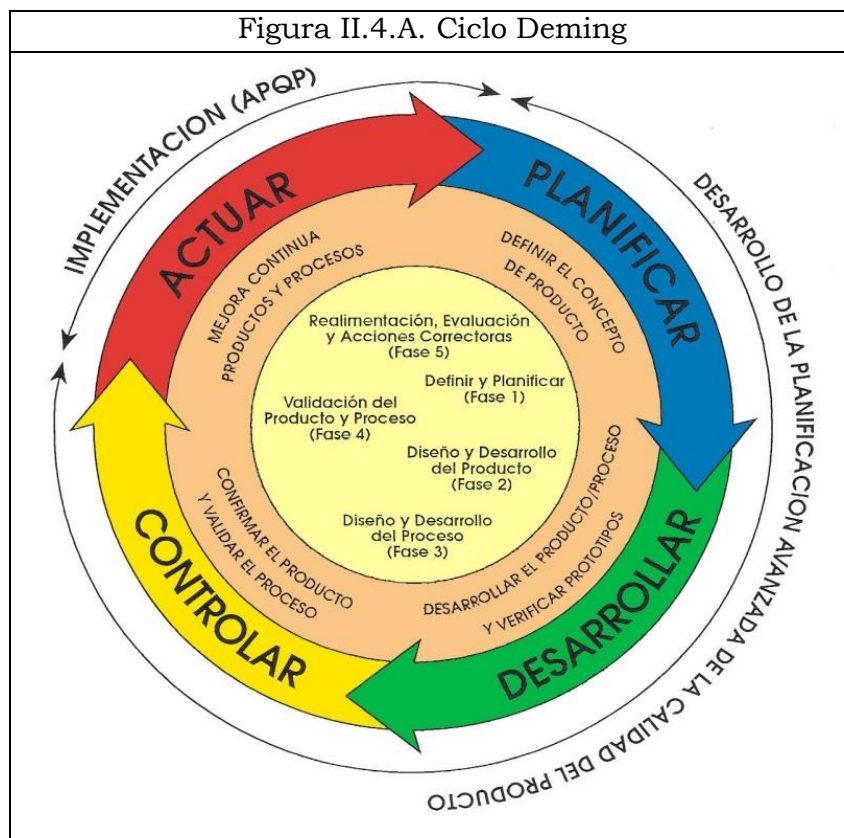 Figura II.4.A. Ciclo Deming
IMPLEMENTACION (APQP)
DESARROLLO DE LA PLANIFICACION AVANZADA DE LA CALIDAD DEL PRODUCTO
ACTUAR
PLANIFICAR
DESARROLLAR
CONTROLAR
MEJORA CONTINUA
PRODUCTOS Y PROCESOS
DEFINIR EL CONCEPTO
DE PRODUCTO
DESARROLLAR EL PRODUCTO/PROCESO
Y VERIFICAR PROTOTIPOS
CONFIRMAR EL PRODUCTO
Y VALIDAR EL PROCESO
Realimentación, Evaluación
y Acciones Correctoras
(Fase 5)
Definir y Planificar
(Fase 1)
Validación del
Producto y Proceso
(Fase 4)
Diseño y Desarrollo
del Producto
(Fase 2)
Diseño y Desarrollo
del Proceso
(Fase 3)